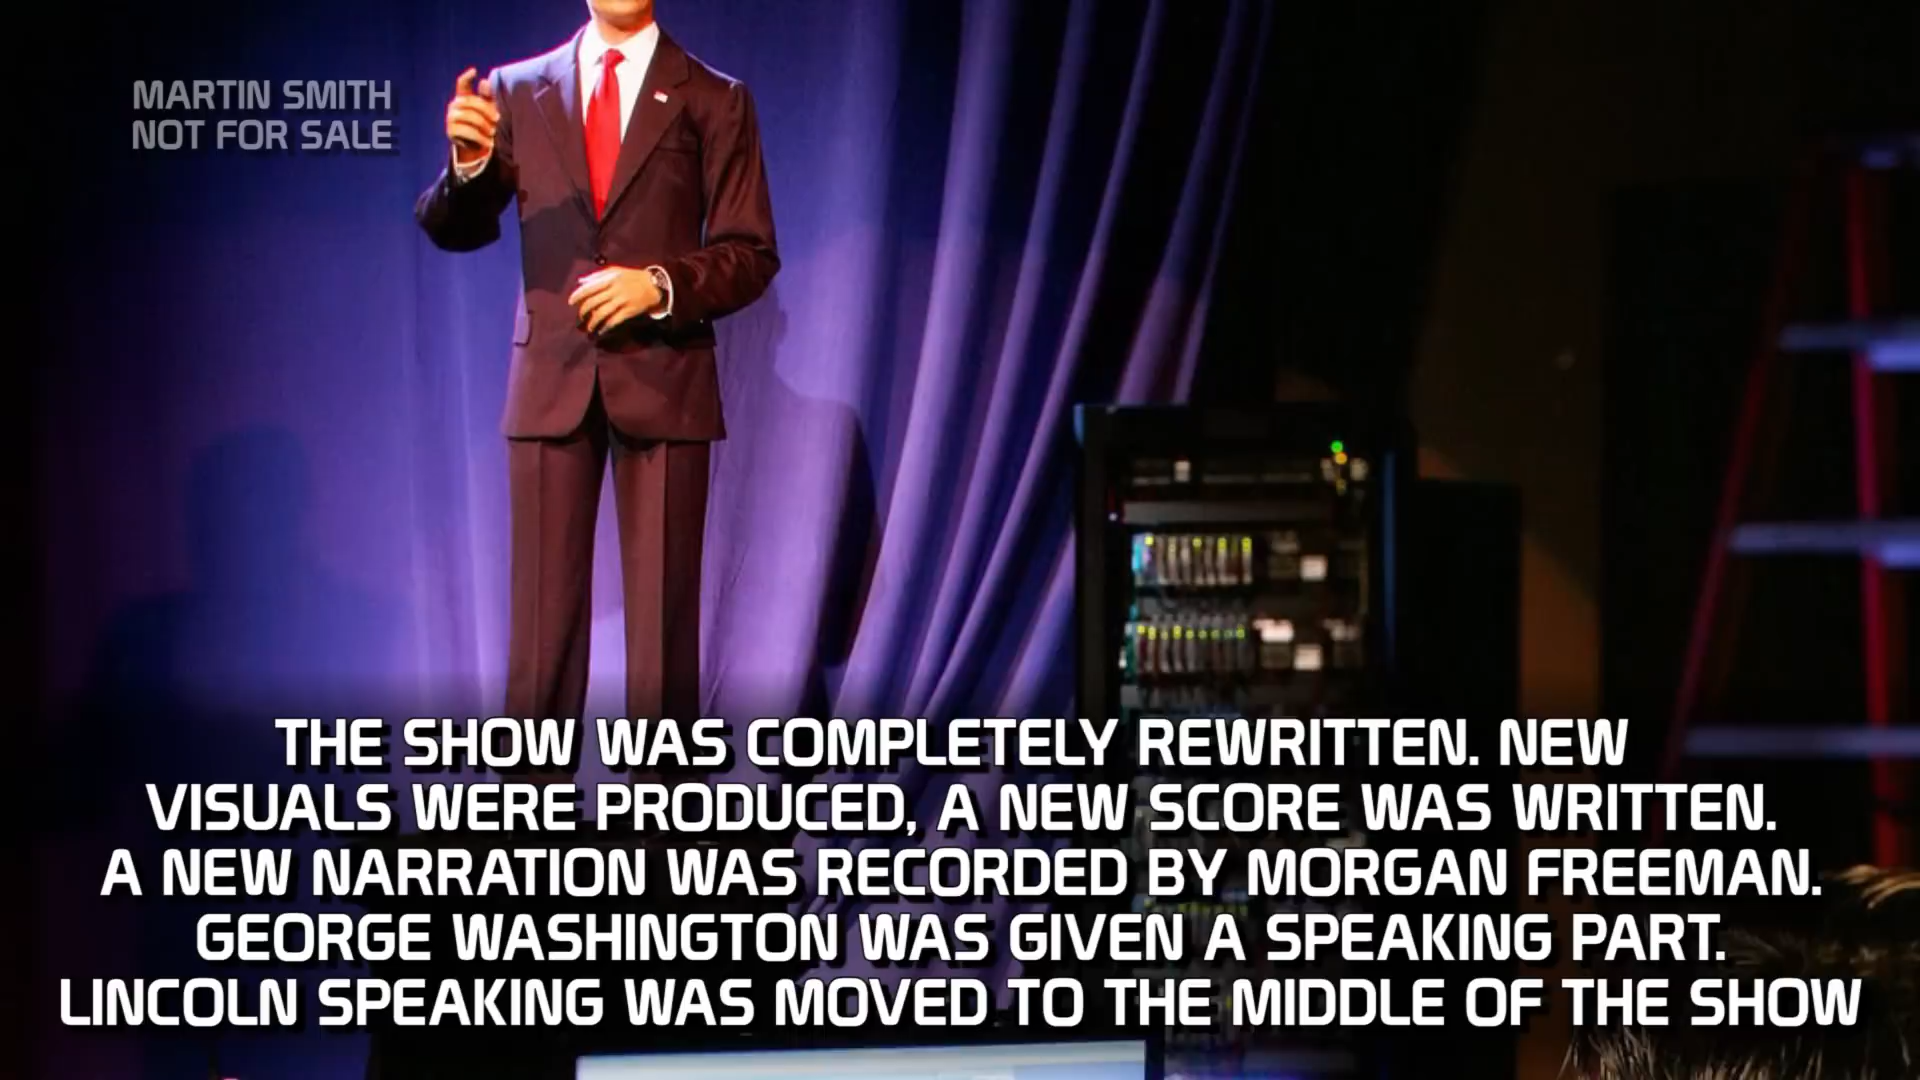 MARTIN SMITH
NOT FOR SALE
THE SHOW WAS COMPLETELY REWRITTEN. NEW
VISUALS WERE PRODUCED, A NEW SCORE WAS WRITTEN.
A NEW NARRATION WAS RECORDED BY MORGAN FREEMAN.
GEORGE WASHINGTON WAS GIVEN A SPEAKING PART.
LINCOLN SPEAKING WAS MOVED TO THE MIDDLE OF THE SHOW